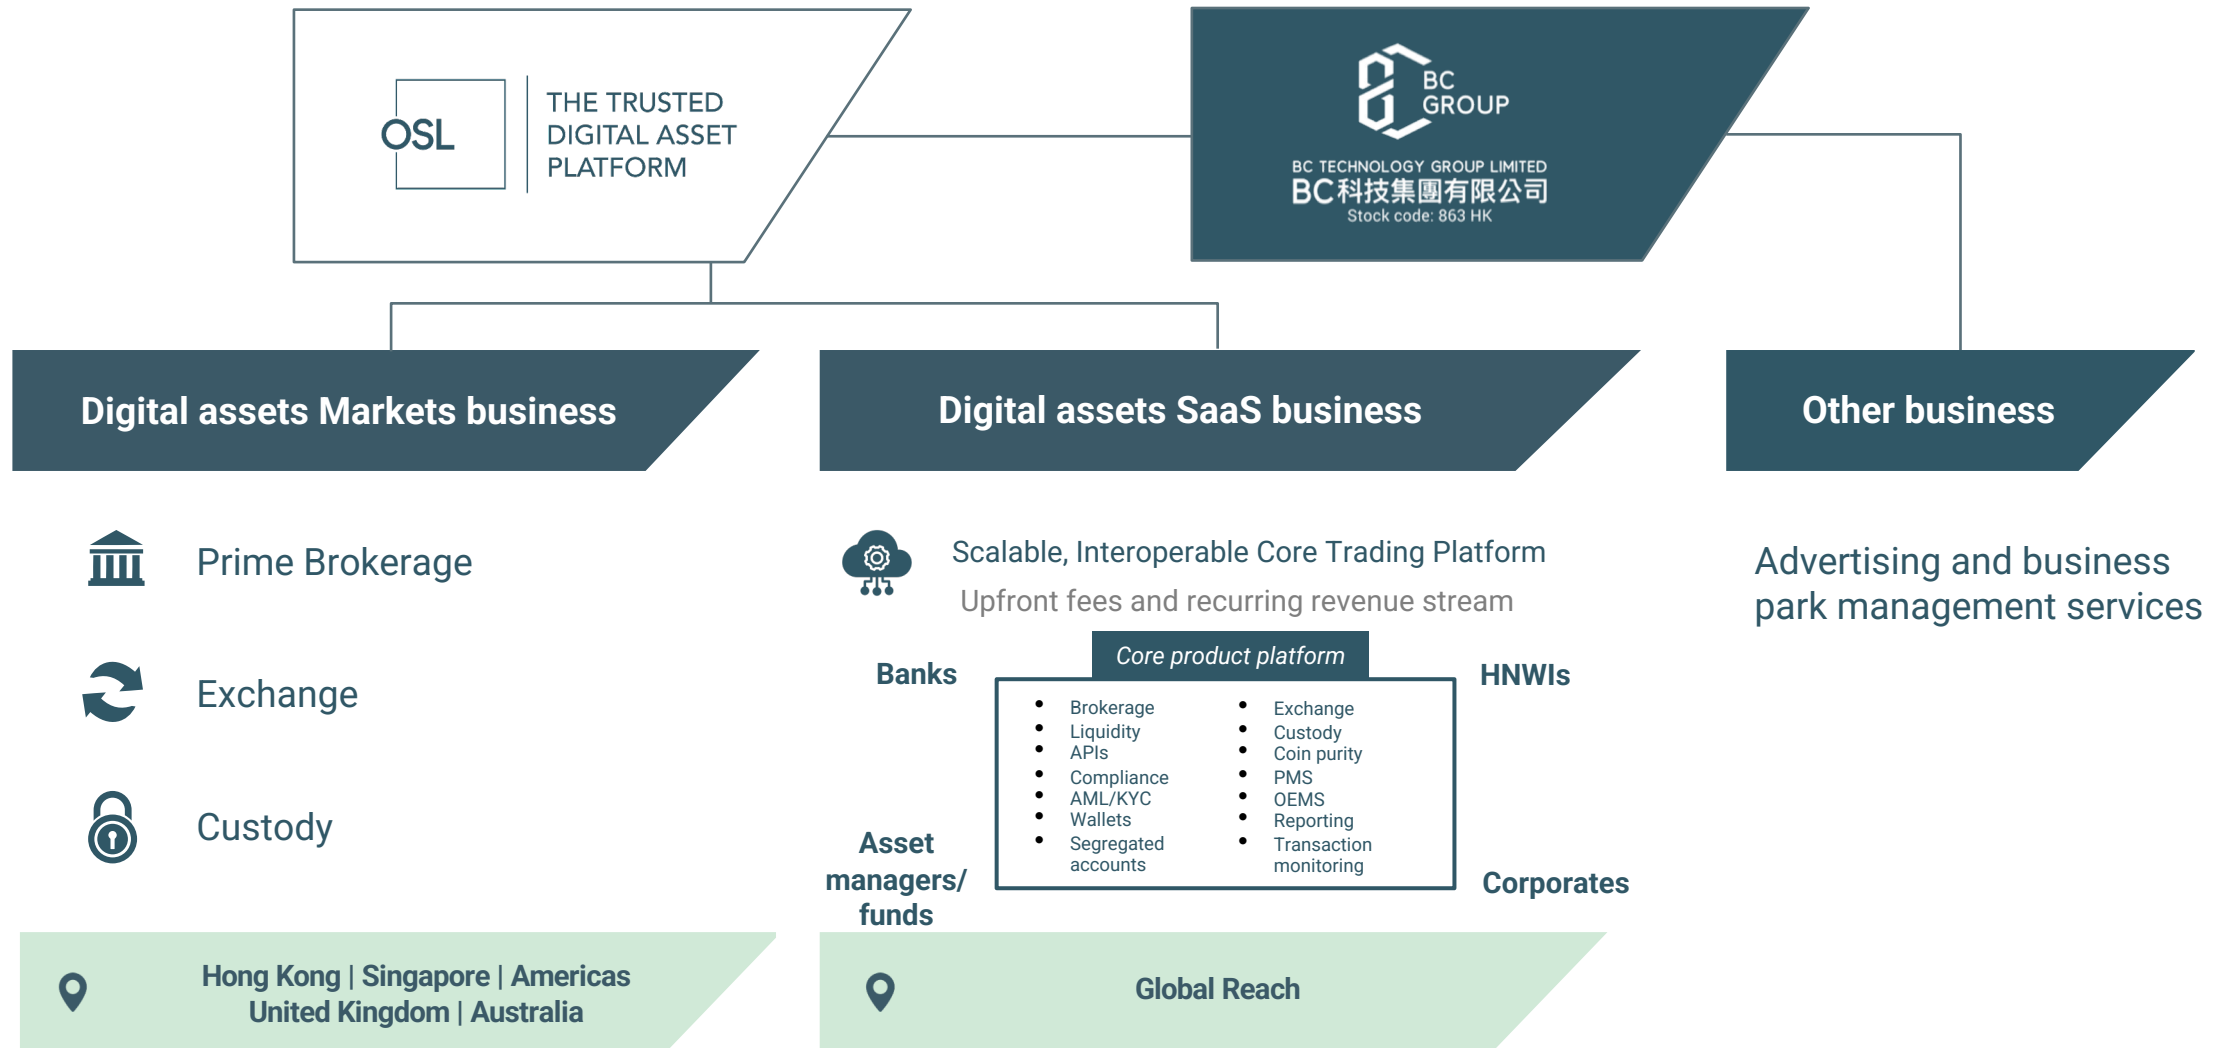 OSL
THE TRUSTED
DIGITAL ASSET
PLATFORM
BC
GROUP
BC TECHNOLOGY GROUP LIMITED
BC科技集團有限公司
Stock code: 863 HK
Digital assets Markets business
Prime Brokerage
Exchange
Custody
Hong Kong | Singapore | Americas
United Kingdom | Australia
Digital assets SaaS business
Scalable, Interoperable Core Trading Platform
Upfront fees and recurring revenue stream
Core product platform
Banks
HNWIs
• Brokerage
• Liquidity
• APIs
• Compliance
• AML/KYC
• Wallets
• Segregated
accounts
• Exchange
• Custody
• Coin purity
• PMS
• OEMS
• Reporting
• Transaction
monitoring
Asset
managers/
funds
Corporates
Global Reach
Other business
Advertising and business
park management services